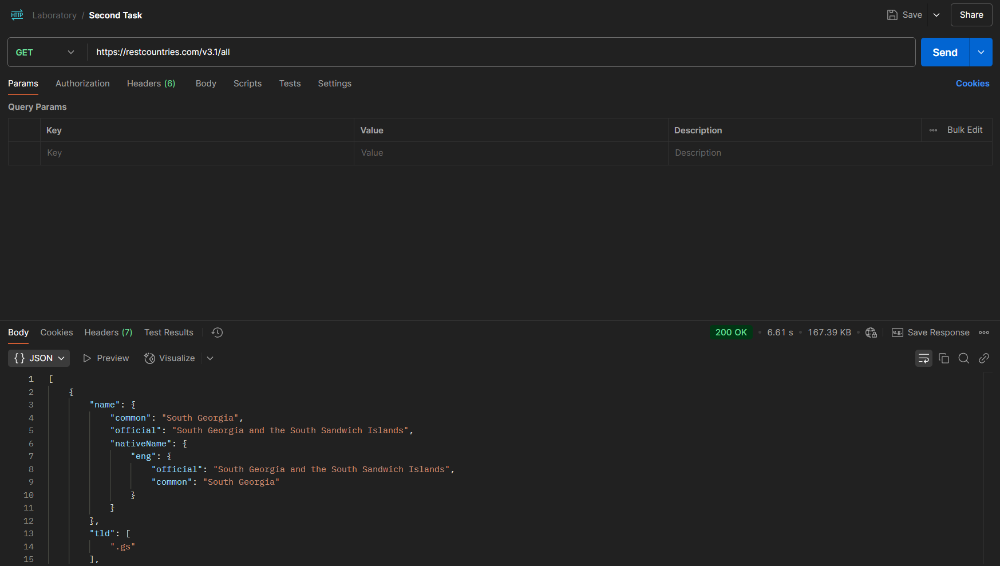 HTTP Laboratory / Second Task Save Share
GET https://restcountries.com/v3.1/all Send
Params Authorization Headers (6) Body Scripts Tests Settings Cookies
Query Params
Key Value Description Bulk Edit
Key Value Description
Body Cookies Headers (7) Test Results 200 OK • 6.61 s • 167.39 KB • e.g. Save Response
{} JSON Preview Visualize
1 [
2 {
3 "name": {
4 "common": "South Georgia",
5 "official": "South Georgia and the South Sandwich Islands",
6 "nativeName": {
7 "eng": {
8 "official": "South Georgia and the South Sandwich Islands",
9 "common": "South Georgia"
10 }
11 }
12 },
13 "tld": [
14 ".gs"
15 ],